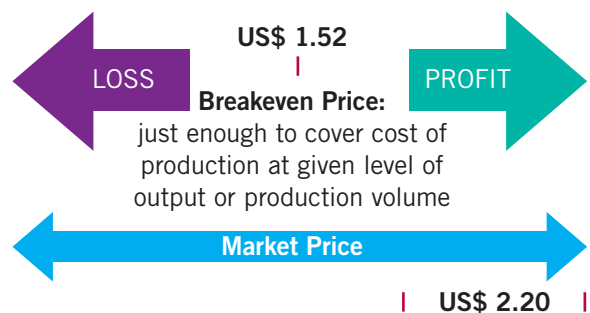 US$ 1.52
LOSS
PROFIT
Breakeven Price:
just enough to cover cost of
production at given level of
output or production volume
Market Price
US$ 2.20